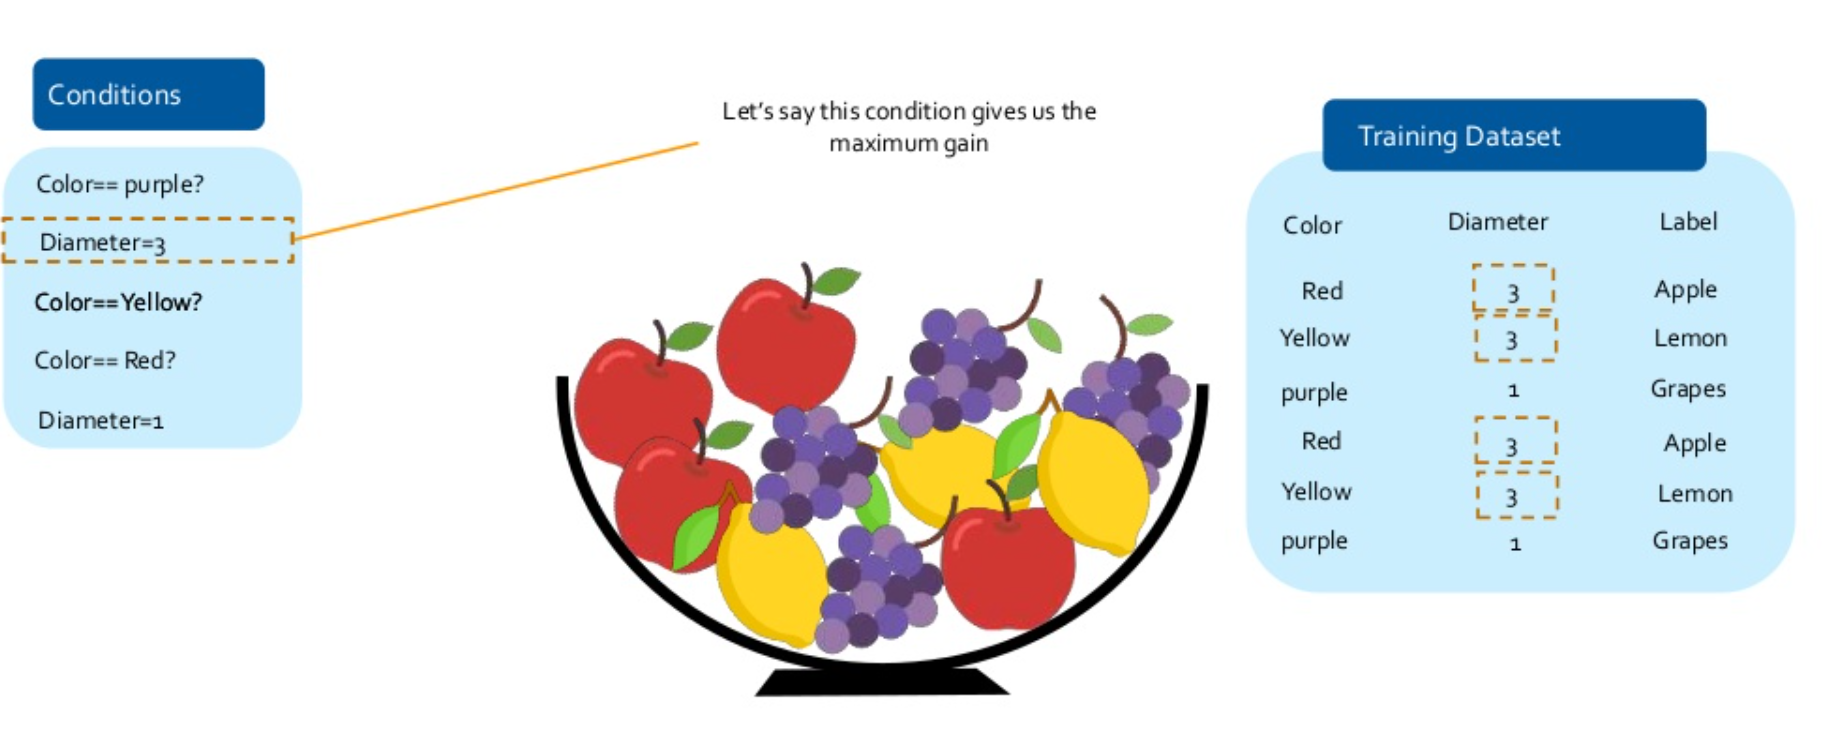 Conditions
Color== purple?
Diameter=3
Color==Yellow?
Color== Red?
Diameter=1
Let's say this condition gives us the
maximum gain
Training Dataset
Color Diameter Label
Red 3 Apple
Yellow 3 Lemon
purple 1 Grapes
Red 3 Apple
Yellow 3 Lemon
purple 1 Grapes